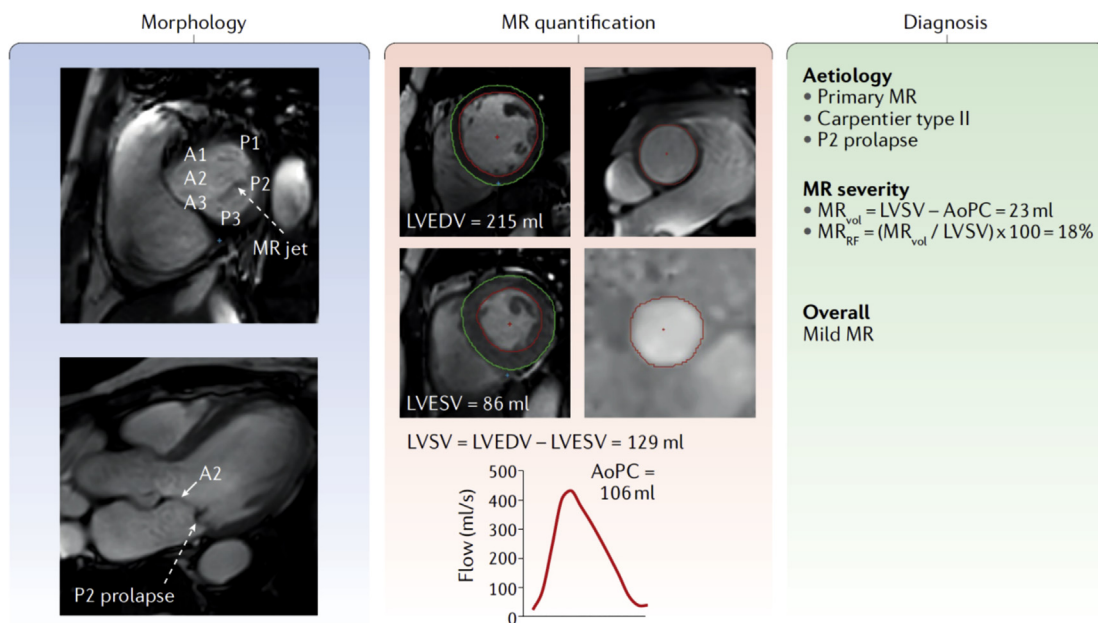 Morphology
A1
A2
A3
P1
P2
P3
MR jet
A2
P2 prolapse
MR quantification
LVEDV = 215 ml
LVESV = 86 ml
LVSV = LVEDV – LVESV = 129 ml
AoPC =
106 ml
Flow (ml/s)
500
400
300
200
100
0
Diagnosis
Aetiology
• Primary MR
• Carpentier type II
• P2 prolapse
MR severity
• MRvol = LVSV – AoPC = 23 ml
• MRRF = (MRvol / LVSV) x 100 = 18%
Overall
Mild MR